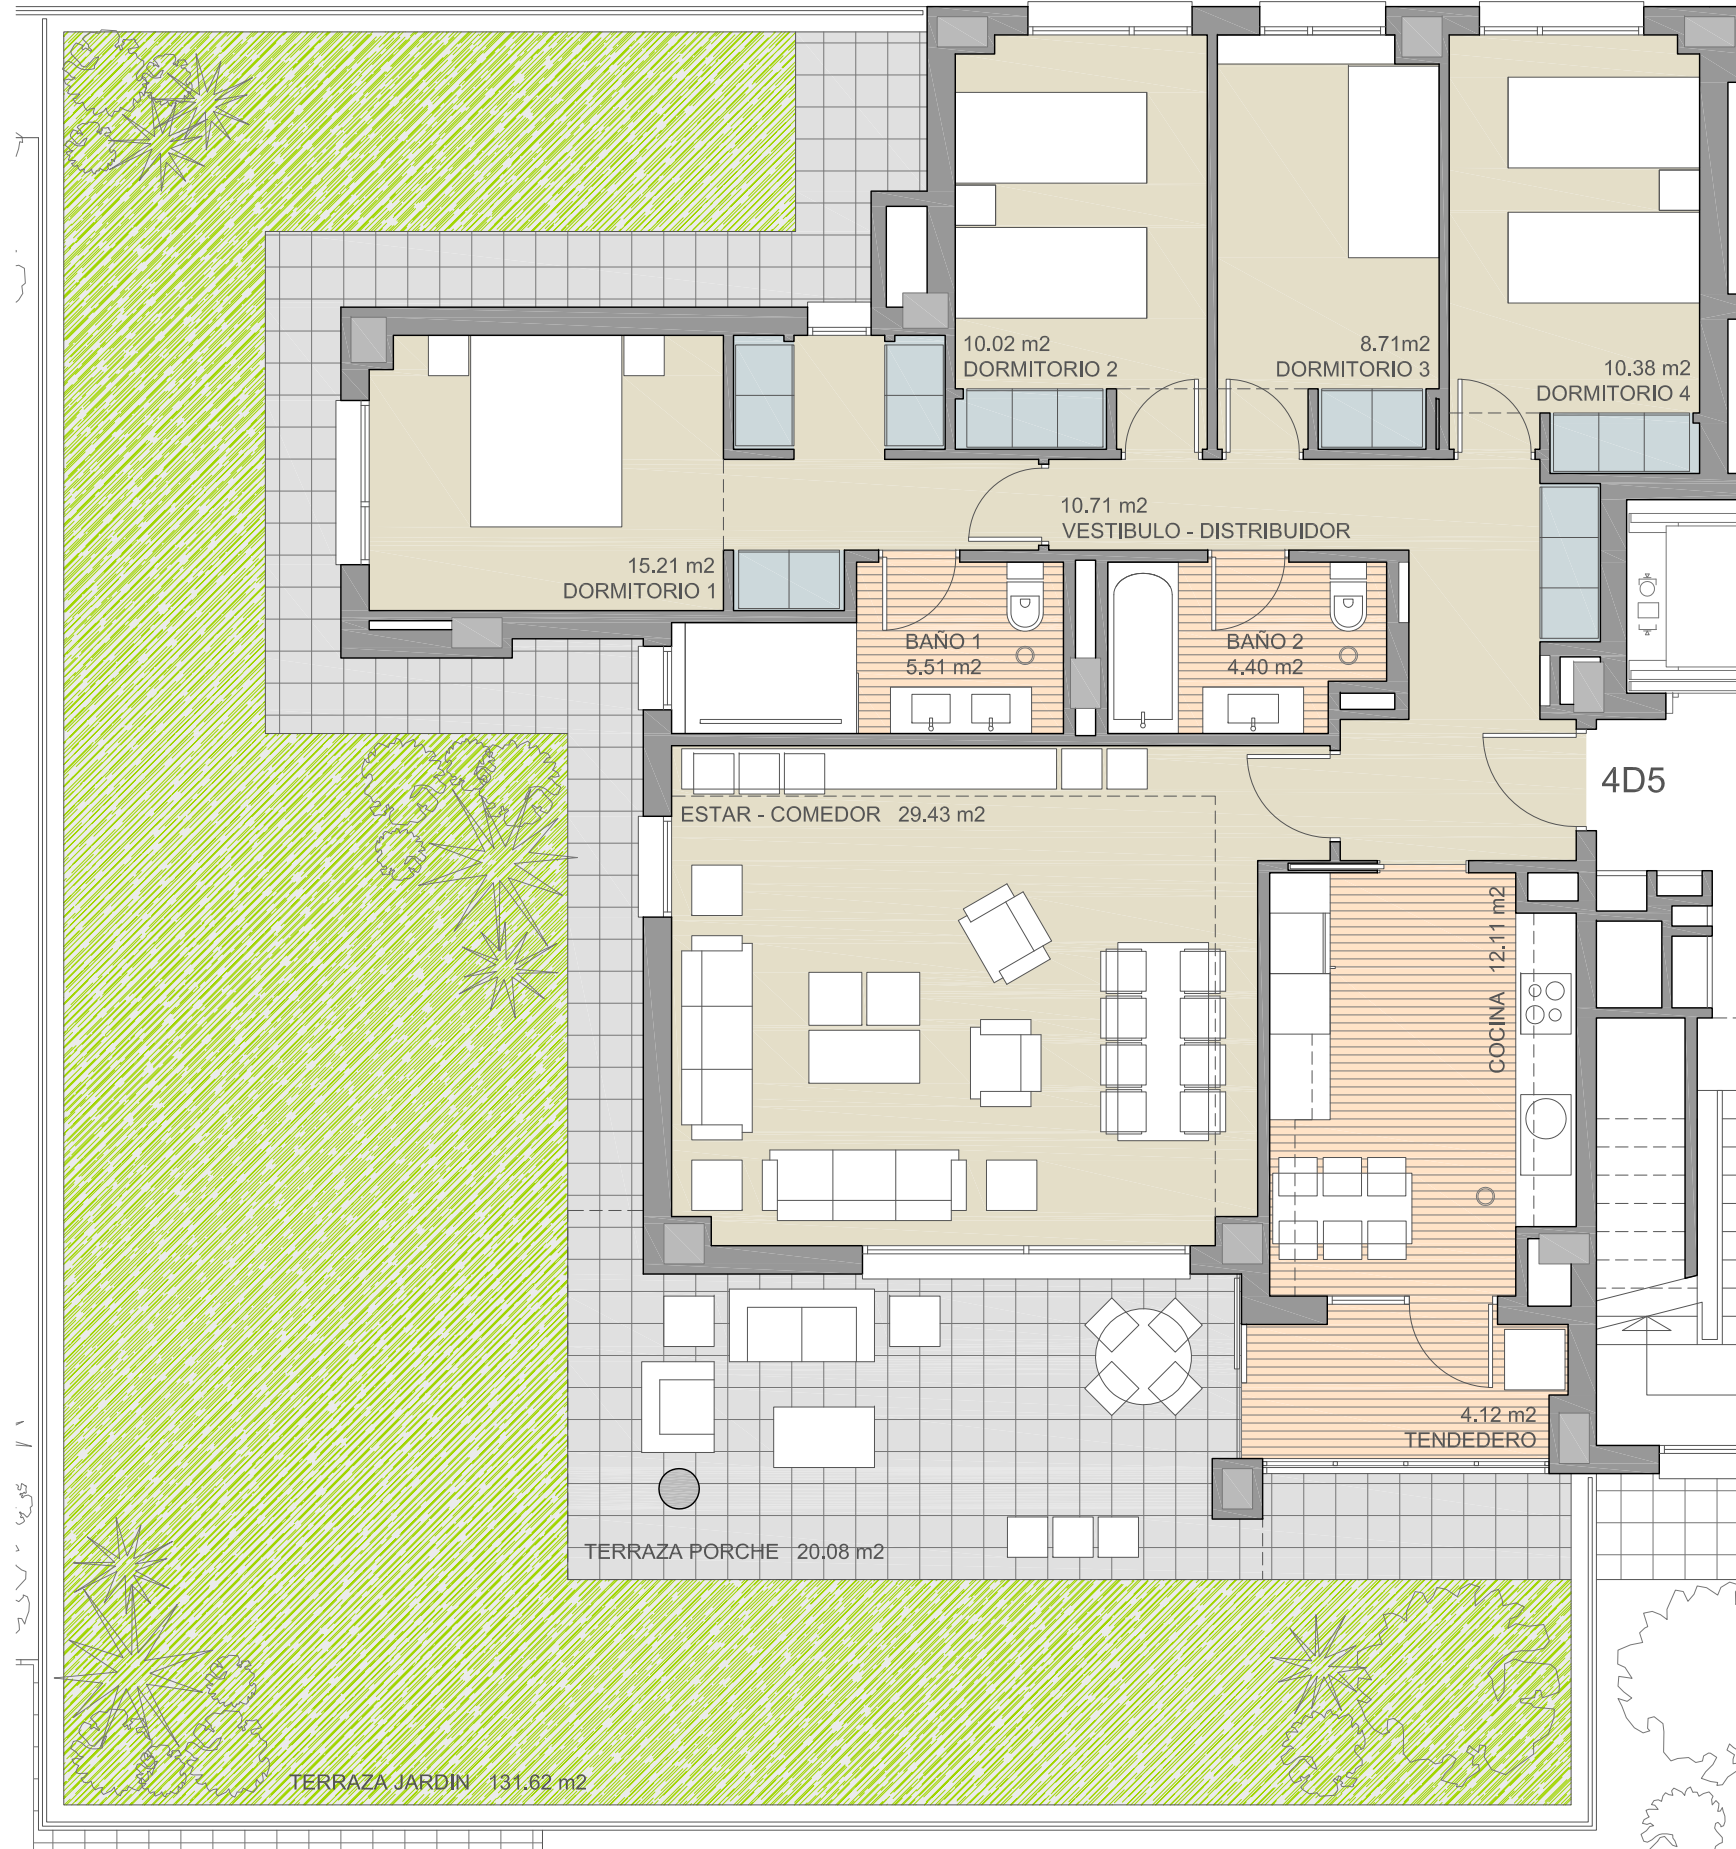 10.02 m2
DORMITORIO 2
8.71m2
DORMITORIO 3
10.38 m2
DORMITORIO 4
10.71 m2
VESTIBULO - DISTRIBUIDOR
15.21 m2
DORMITORIO 1
BAÑO 1
5.51 m2
BAÑO 2
4.40 m2
4D5
ESTAR - COMEDOR 29.43 m2
COCINA 12.11 m2
4.12 m2
TENDEDERO
TERRAZA PORCHE 20.08 m2
TERRAZA JARDIN 131.62 m2